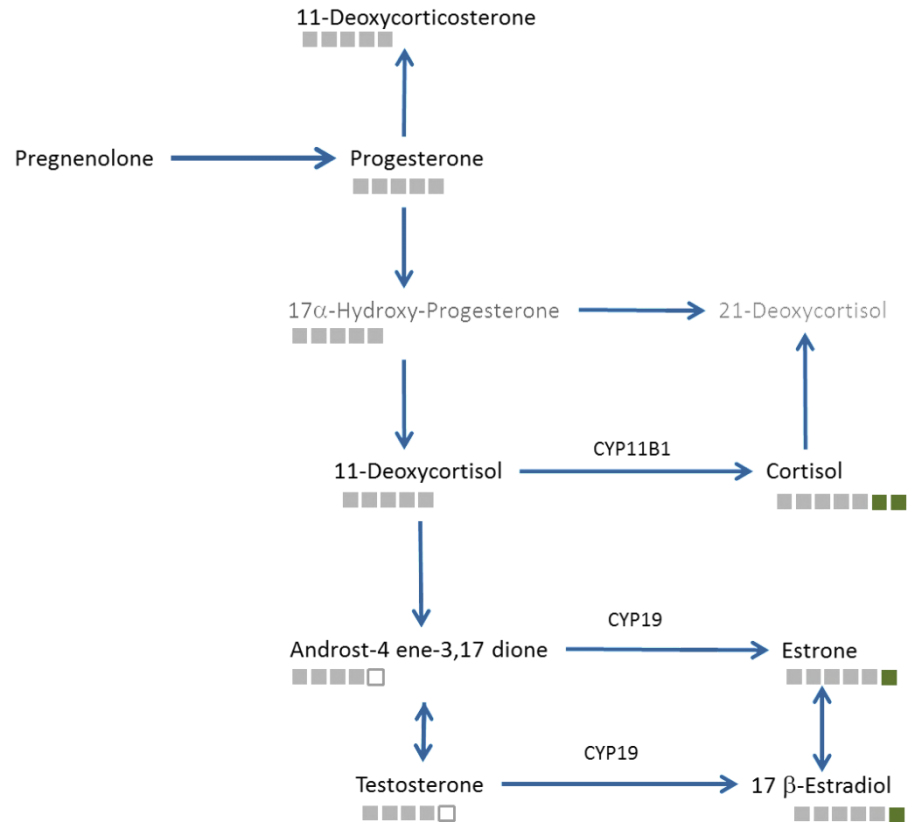 11-Deoxycorticosterone
Pregnenolone
Progesterone
17α-Hydroxy-Progesterone
21-Deoxycortisol
CYP11B1
11-Deoxycortisol
Cortisol
CYP19
Androst-4 ene-3,17 dione
Estrone
CYP19
Testosterone
17 β-Estradiol